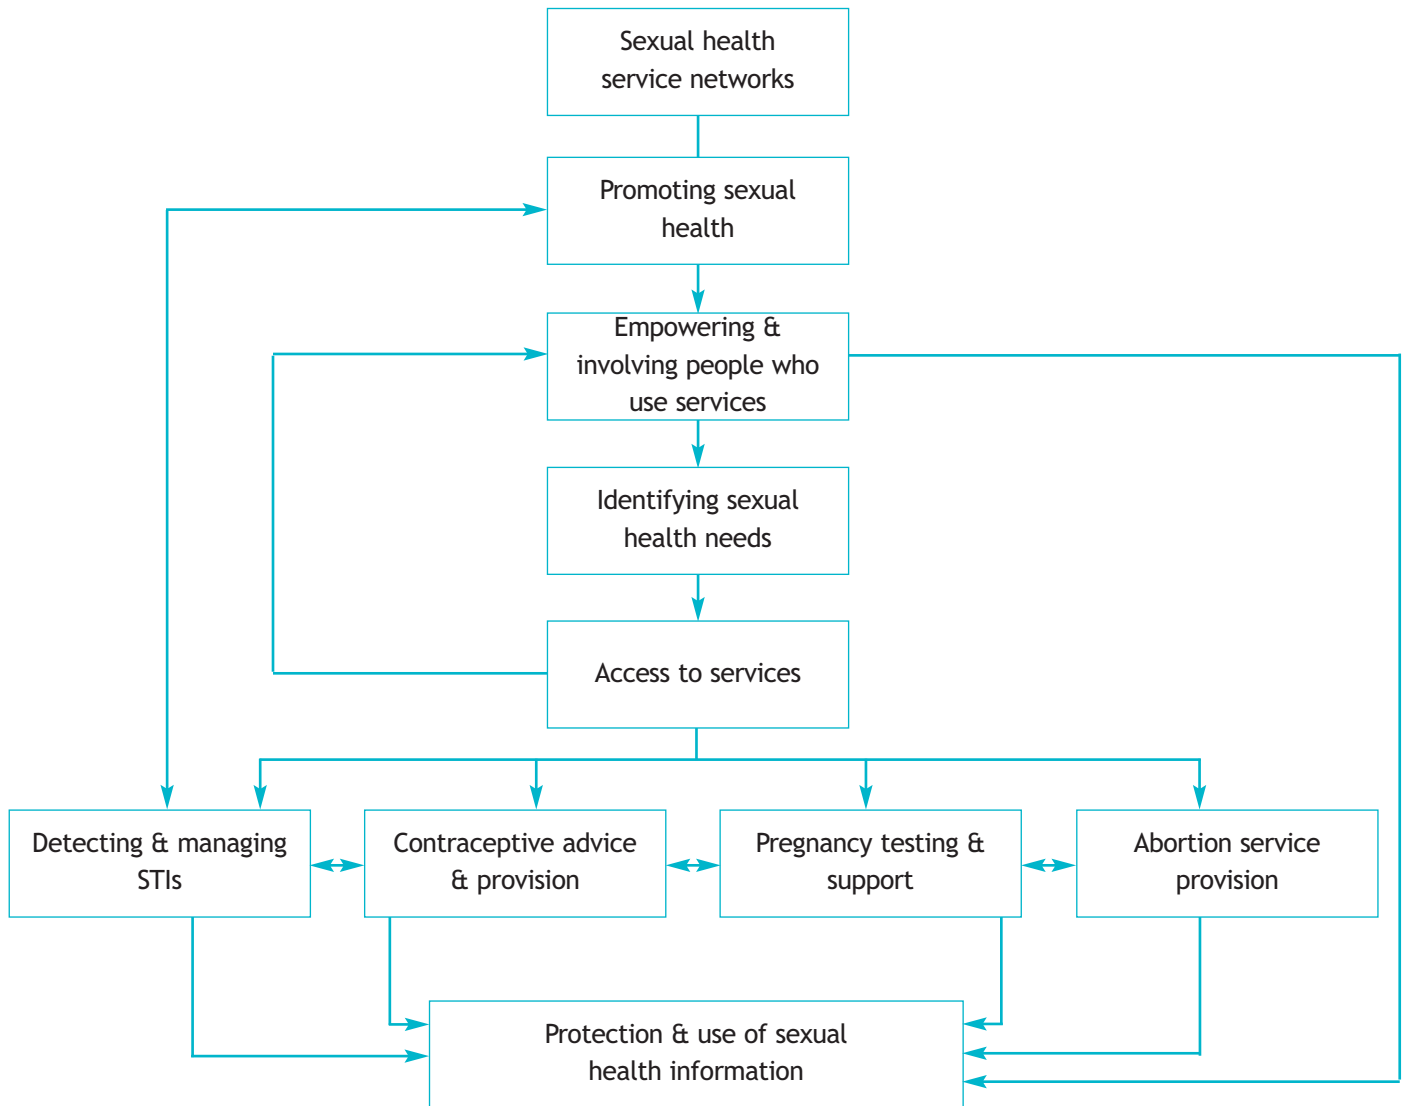 Sexual health
service networks
Promoting sexual
health
Empowering &
involving people who
use services
Identifying sexual
health needs
Access to services
Detecting & managing
STIs
Contraceptive advice
& provision
Pregnancy testing &
support
Abortion service
provision
Protection & use of sexual
health information